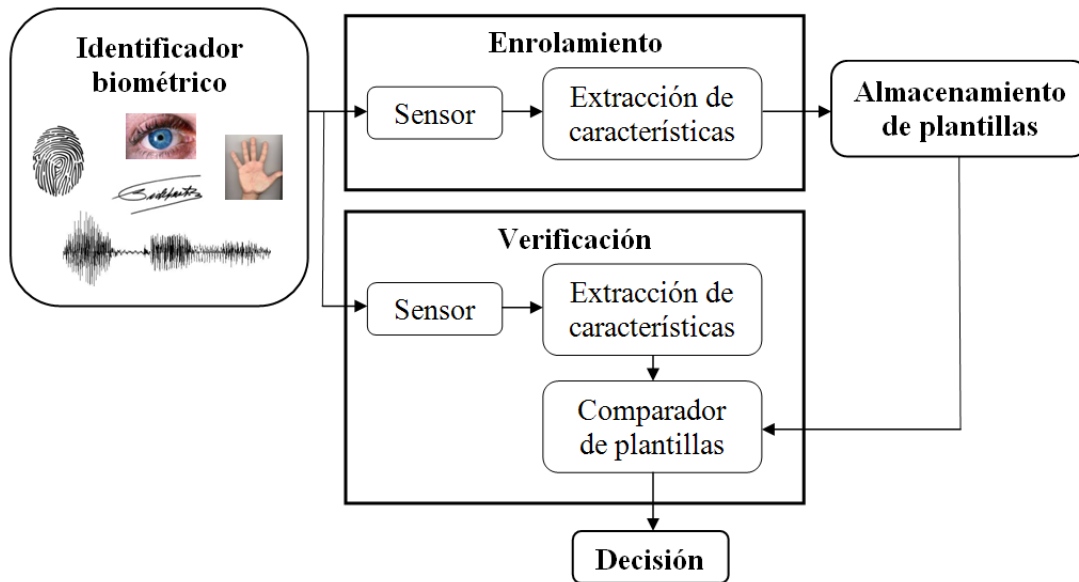 Identificador
biométrico
Enrolamiento
Sensor
Extracción de
características
Almacenamiento
de plantillas
Verificación
Sensor
Extracción de
características
Comparador
de plantillas
Decisión